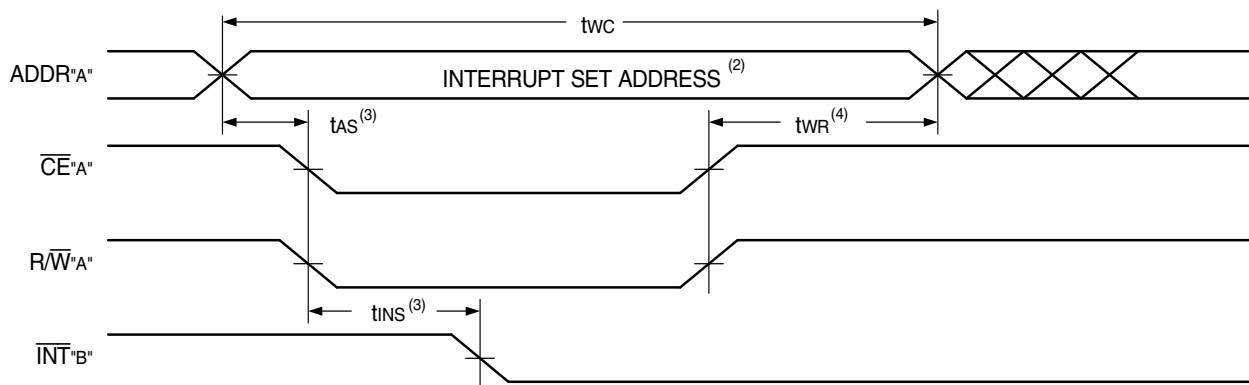 tWC
ADDR"A"
INTERRUPT SET ADDRESS (2)
tAS(3)
tWR(4)
CE"A"
R/W"A"
tINS(3)
INT"B"